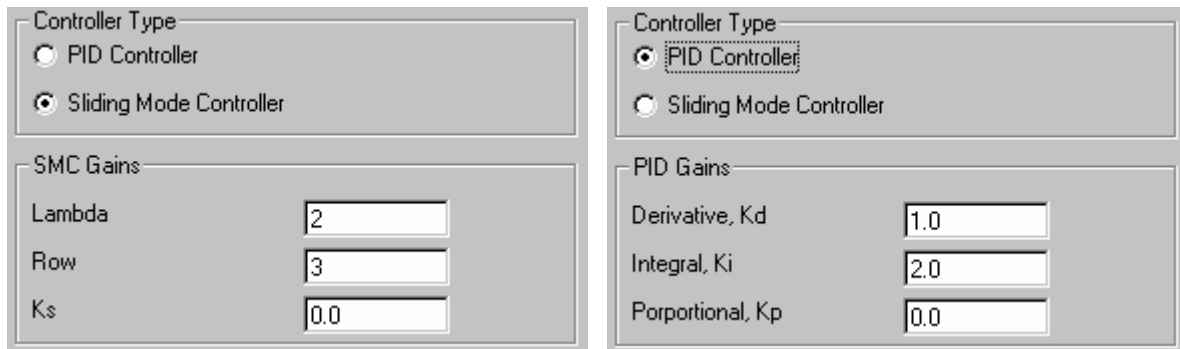 Controller Type
PID Controller
Sliding Mode Controller
SMC Gains
Lambda 2
Row 3
Ks 0.0
Controller Type
PID Controller
Sliding Mode Controller
PID Gains
Derivative, Kd 1.0
Integral, Ki 2.0
Porportional, Kp 0.0